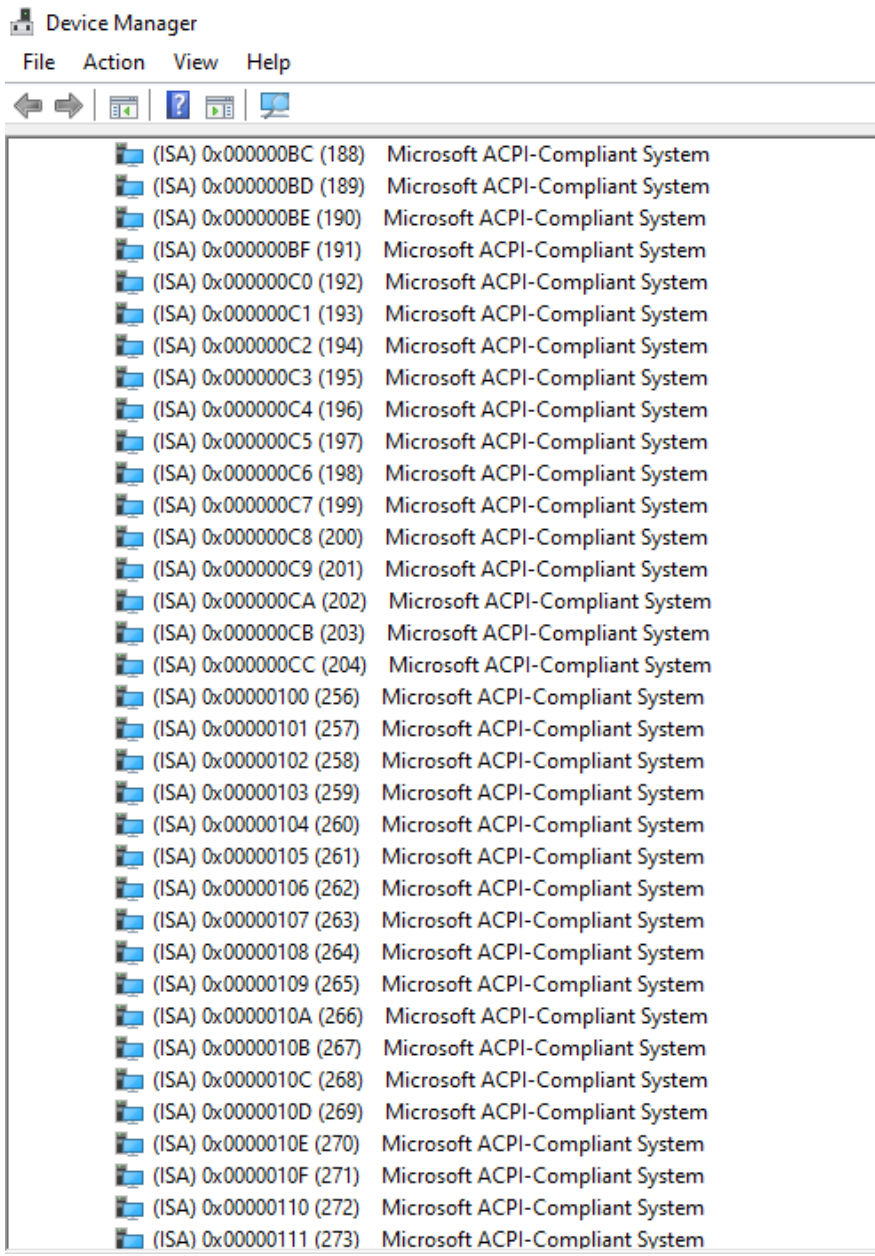 Device Manager
File Action View Help
(ISA) 0x000000BC (188) Microsoft ACPI-Compliant System
(ISA) 0x000000BD (189) Microsoft ACPI-Compliant System
(ISA) 0x000000BE (190) Microsoft ACPI-Compliant System
(ISA) 0x000000BF (191) Microsoft ACPI-Compliant System
(ISA) 0x000000C0 (192) Microsoft ACPI-Compliant System
(ISA) 0x000000C1 (193) Microsoft ACPI-Compliant System
(ISA) 0x000000C2 (194) Microsoft ACPI-Compliant System
(ISA) 0x000000C3 (195) Microsoft ACPI-Compliant System
(ISA) 0x000000C4 (196) Microsoft ACPI-Compliant System
(ISA) 0x000000C5 (197) Microsoft ACPI-Compliant System
(ISA) 0x000000C6 (198) Microsoft ACPI-Compliant System
(ISA) 0x000000C7 (199) Microsoft ACPI-Compliant System
(ISA) 0x000000C8 (200) Microsoft ACPI-Compliant System
(ISA) 0x000000C9 (201) Microsoft ACPI-Compliant System
(ISA) 0x000000CA (202) Microsoft ACPI-Compliant System
(ISA) 0x000000CB (203) Microsoft ACPI-Compliant System
(ISA) 0x000000CC (204) Microsoft ACPI-Compliant System
(ISA) 0x00000100 (256) Microsoft ACPI-Compliant System
(ISA) 0x00000101 (257) Microsoft ACPI-Compliant System
(ISA) 0x00000102 (258) Microsoft ACPI-Compliant System
(ISA) 0x00000103 (259) Microsoft ACPI-Compliant System
(ISA) 0x00000104 (260) Microsoft ACPI-Compliant System
(ISA) 0x00000105 (261) Microsoft ACPI-Compliant System
(ISA) 0x00000106 (262) Microsoft ACPI-Compliant System
(ISA) 0x00000107 (263) Microsoft ACPI-Compliant System
(ISA) 0x00000108 (264) Microsoft ACPI-Compliant System
(ISA) 0x00000109 (265) Microsoft ACPI-Compliant System
(ISA) 0x0000010A (266) Microsoft ACPI-Compliant System
(ISA) 0x0000010B (267) Microsoft ACPI-Compliant System
(ISA) 0x0000010C (268) Microsoft ACPI-Compliant System
(ISA) 0x0000010D (269) Microsoft ACPI-Compliant System
(ISA) 0x0000010E (270) Microsoft ACPI-Compliant System
(ISA) 0x0000010F (271) Microsoft ACPI-Compliant System
(ISA) 0x00000110 (272) Microsoft ACPI-Compliant System
(ISA) 0x00000111 (273) Microsoft ACPI-Compliant System